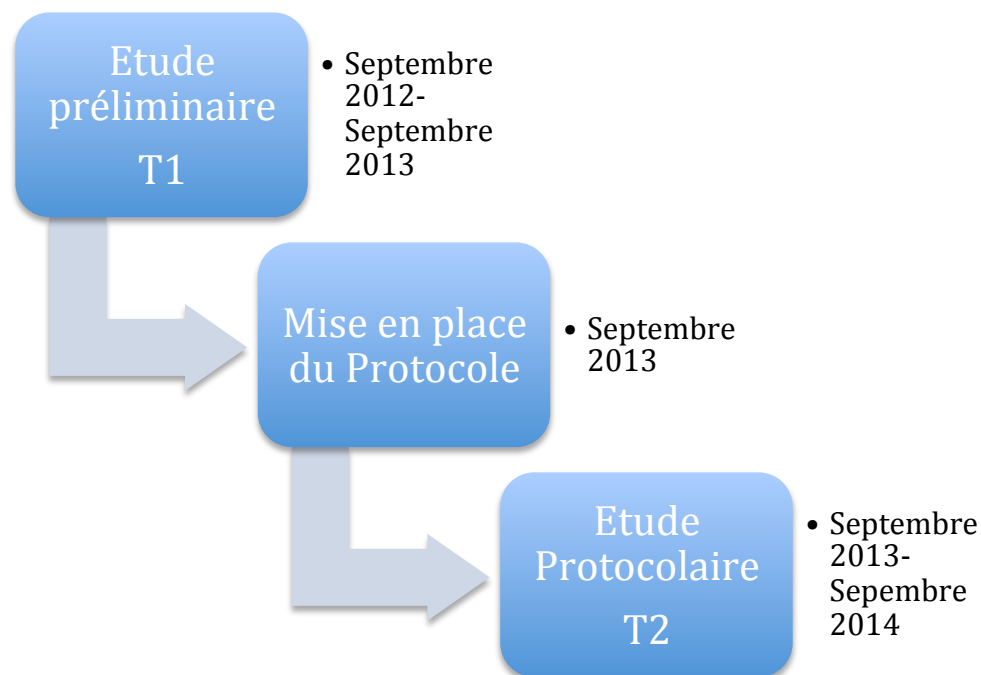 Etude
préliminaire
T1
• Septembre
2012-
Septembre
2013
Mise en place
du Protocole
• Septembre
2013
Etude
Protocolaire
T2
• Septembre
2013-
Sepembre
2014